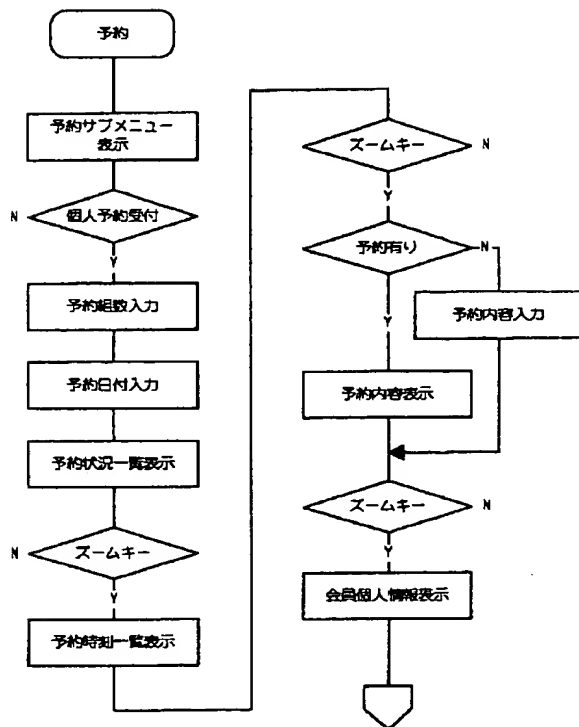 予約
予約サブメニュー
表示
N
個人予約受付
Y
予約組数入力
予約日付入力
予約状況一覧表示
N
ズームキー
Y
予約時刻一覧表示
ズームキー
N
Y
予約有り
N
Y
予約内容入力
予約内容表示
ズームキー
N
Y
会員個人情報表示